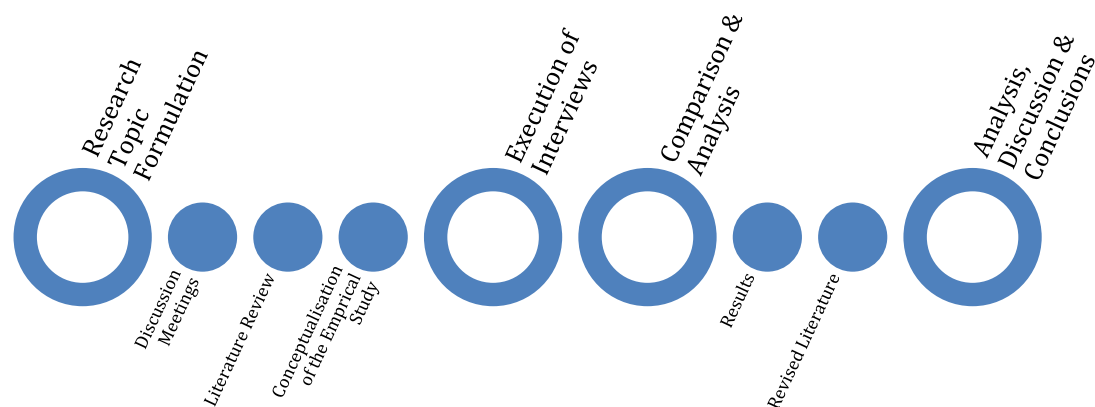 Research
Topic
Formulation
Discussion
Meetings
Literature Review
Conceptualisation
of the Emprical
Study
Execution of
Interviews
Comparison &
Analysis
Results
Revised Literature
Analysis,
Discussion &
Conclusions